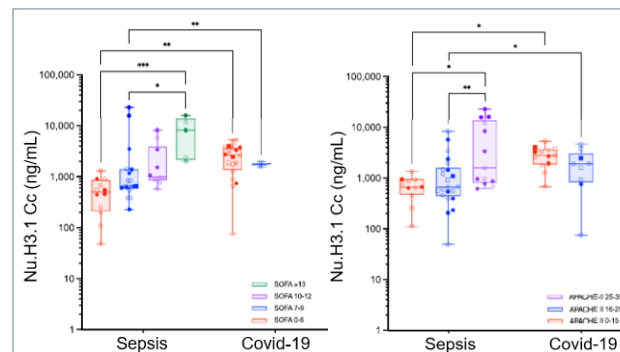 **
**
***
*
100,000
10,000
1,000
100
10
1
Nu.H3.1 Cc (ng/mL)
SOFA ≥13
SOFA 10-12
SOFA 7-9
SOFA 0-6
Sepsis
Covid-19
*
*
*
**
100,000
10,000
1,000
100
10
1
Nu.H3.1 Cc (ng/mL)
APACHE-II
APACHE II
APACHE II 0-15
Sepsis
Covid-19